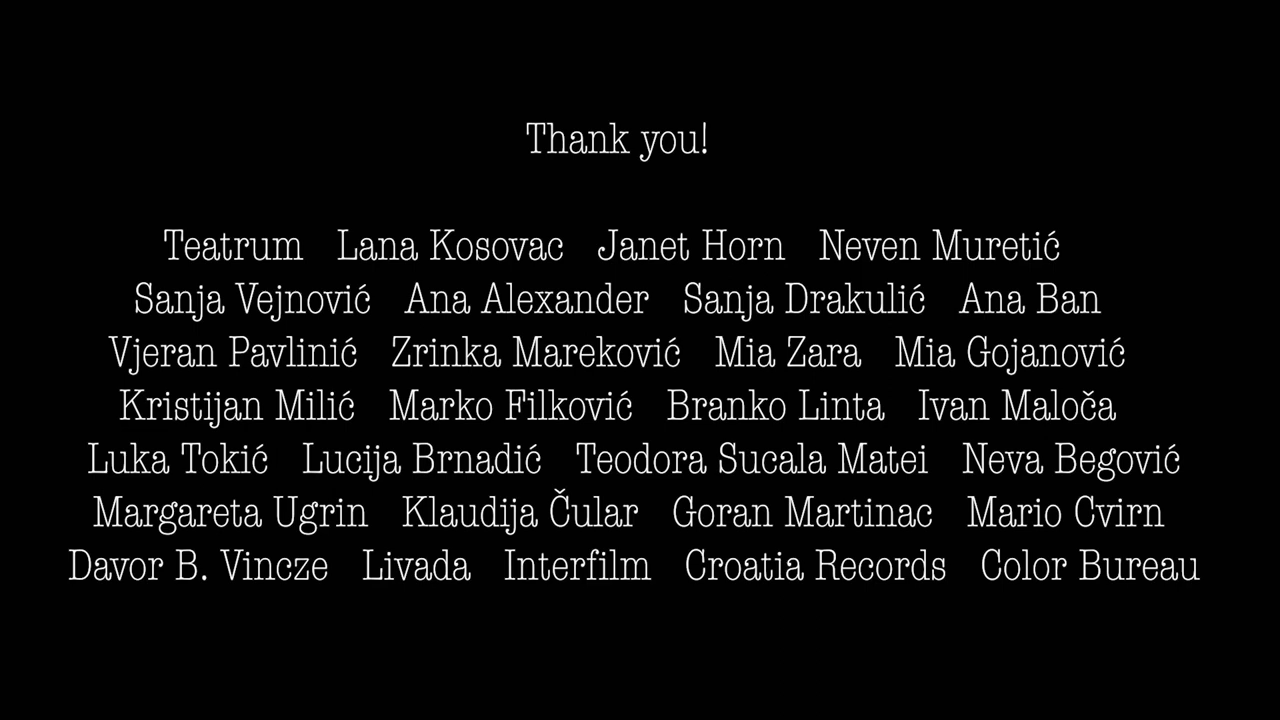 Thank you!
Teatrum Lana Kosovac Janet Horn Neven Muretić
Sanja Vejnović Ana Alexander Sanja Drakulić Ana Ban
Vjeran Pavlinić Zrinka Mareković Mia Zara Mia Gojanović
Kristijan Milić Marko Filković Branko Linta Ivan Maloča
Luka Tokić Lucija Brnadić Teodora Sucala Matei Neva Begović
Margareta Ugrin Klaudija Čular Goran Martinac Mario Cvirn
Davor B. Vincze Livada Interfilm Croatia Records Color Bureau